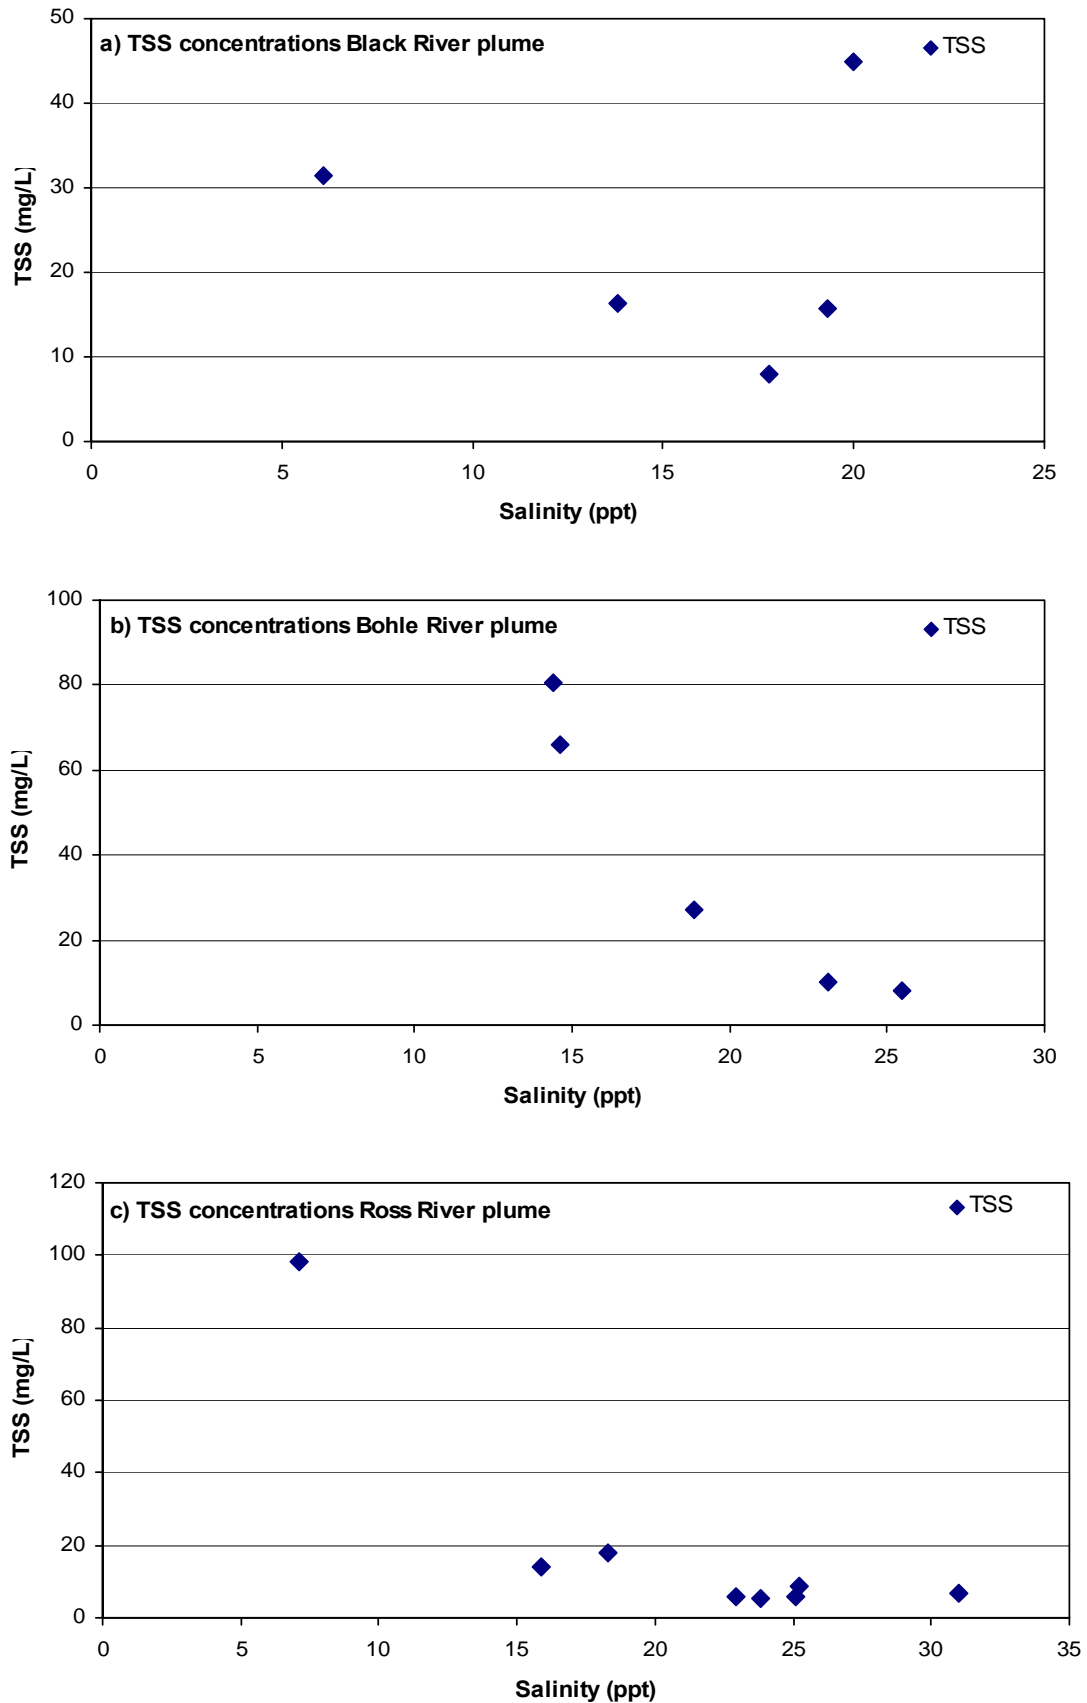 a) TSS concentrations Black River plume
TSS
50
40
30
20
10
0
TSS (mg/L)
0 5 10 15 20 25
Salinity (ppt)
b) TSS concentrations Bohle River plume
TSS
100
80
60
40
20
0
TSS (mg/L)
0 5 10 15 20 25 30
Salinity (ppt)
c) TSS concentrations Ross River plume
TSS
120
100
80
60
40
20
0
TSS (mg/L)
0 5 10 15 20 25 30 35
Salinity (ppt)